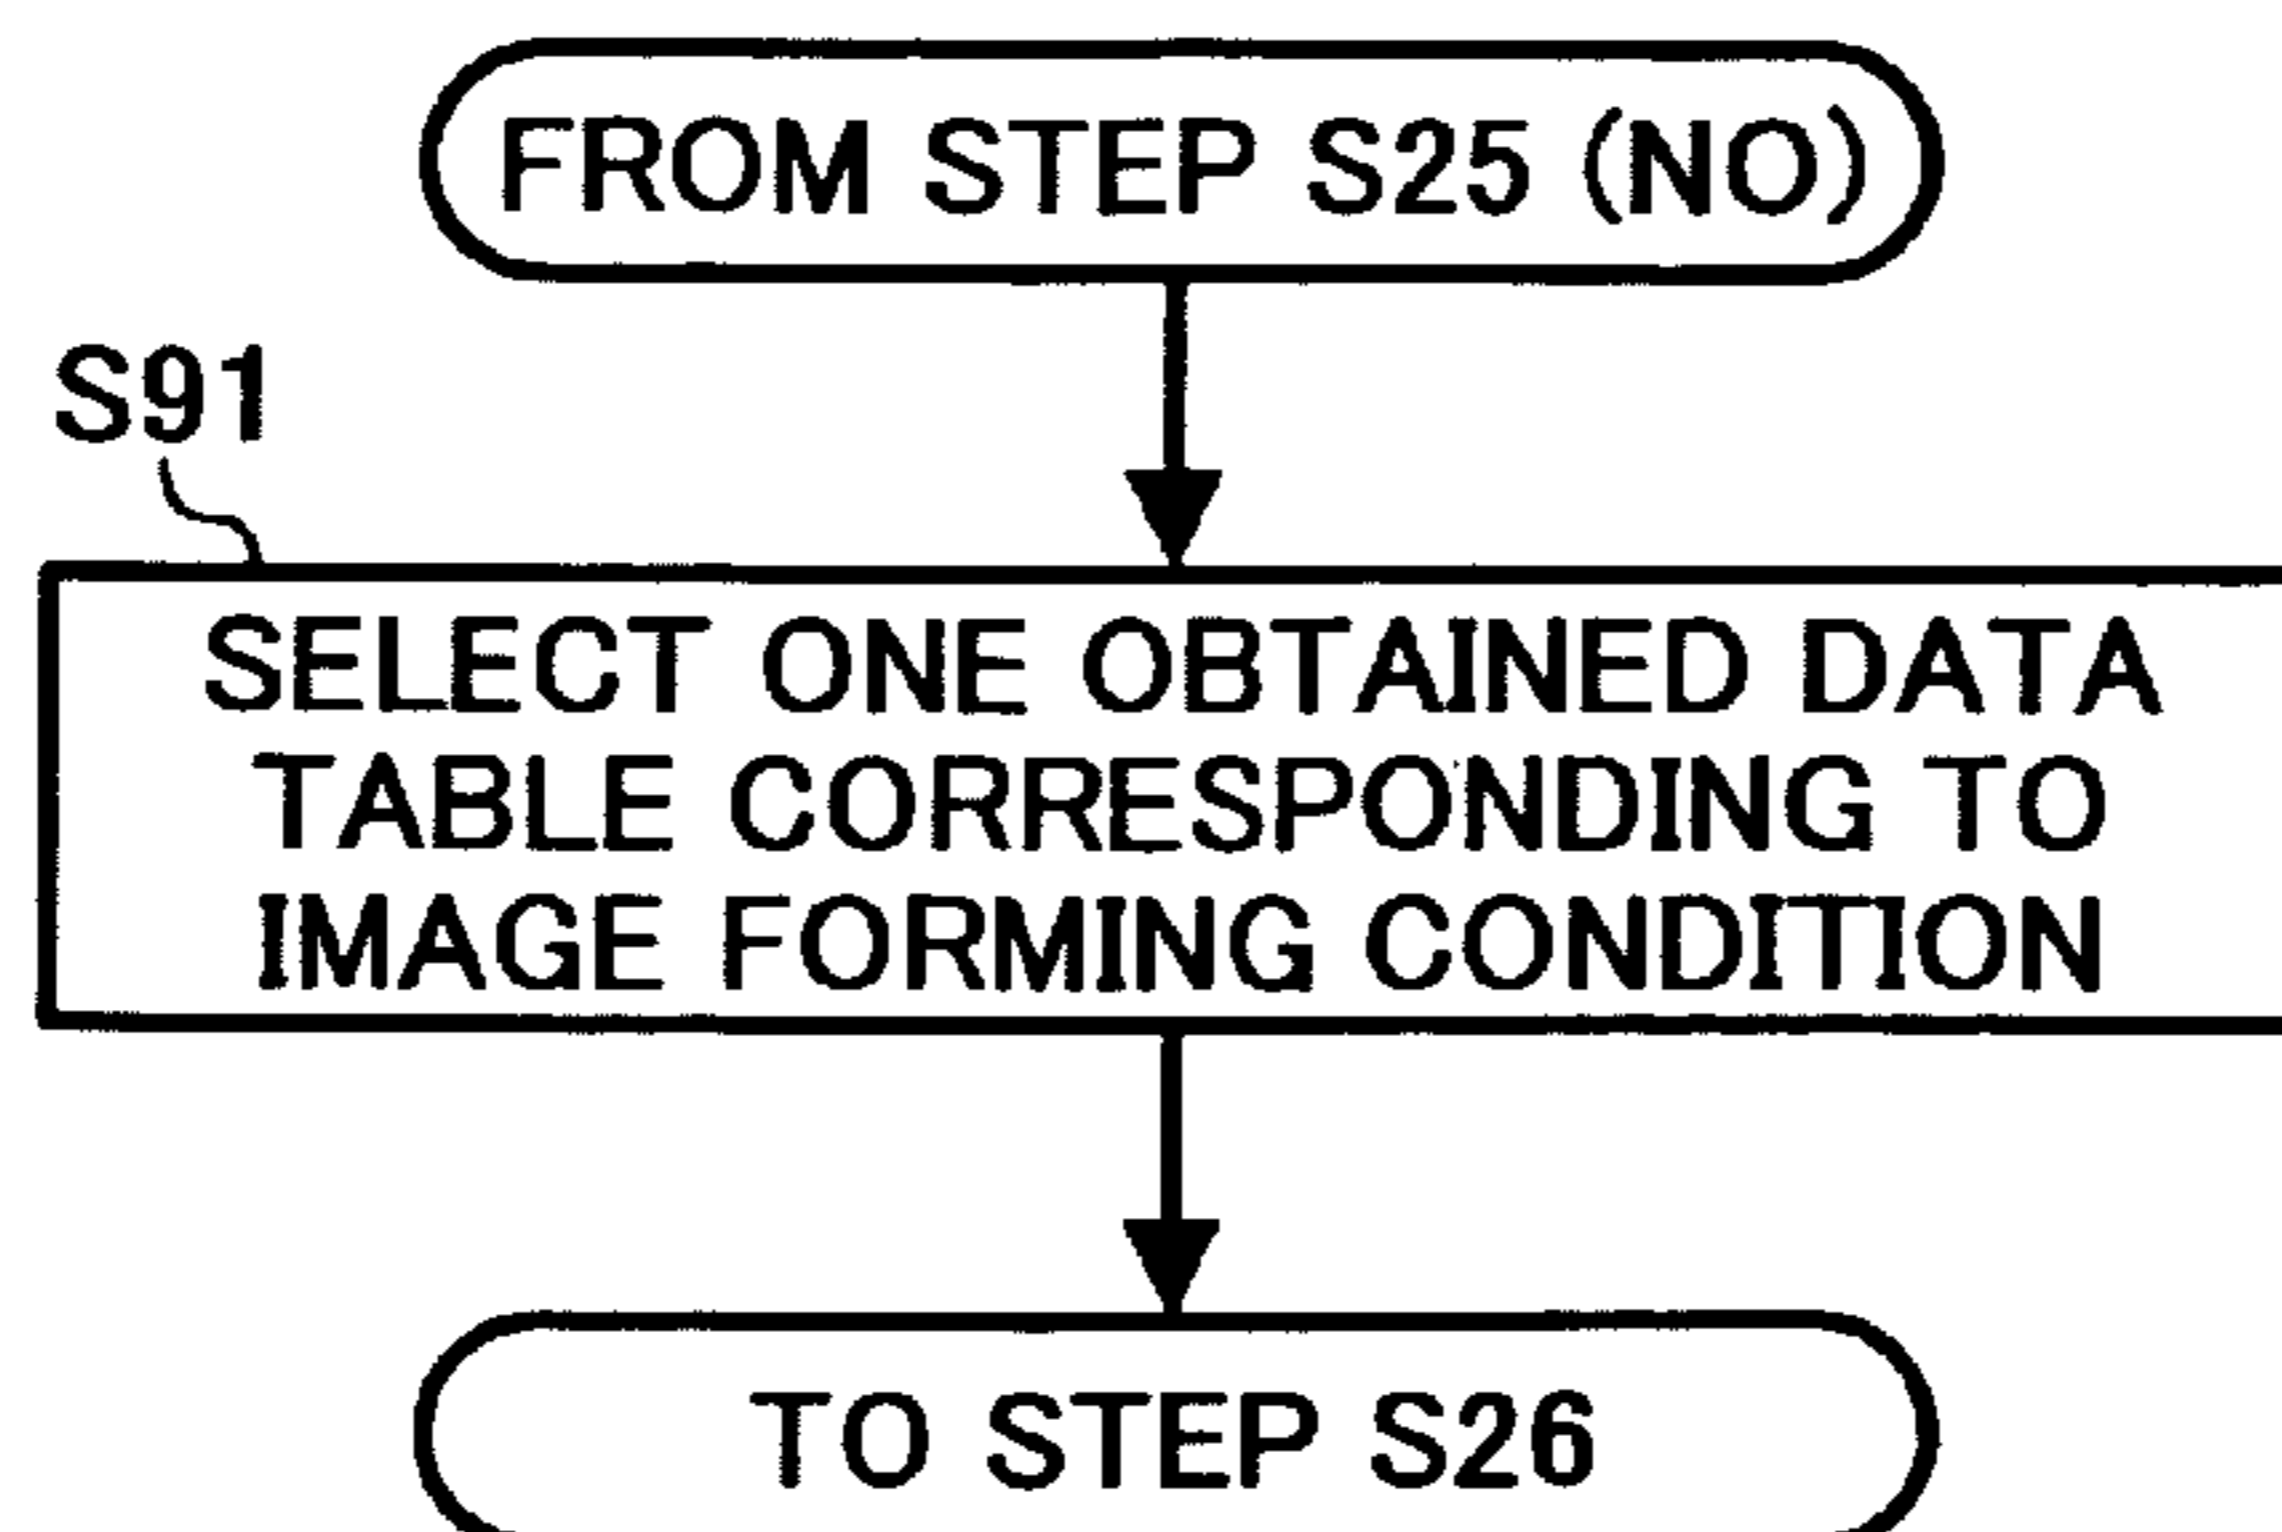 FROM STEP S25 (NO)
S91
SELECT ONE OBTAINED DATA
TABLE CORRESPONDING TO
IMAGE FORMING CONDITION
TO STEP S26